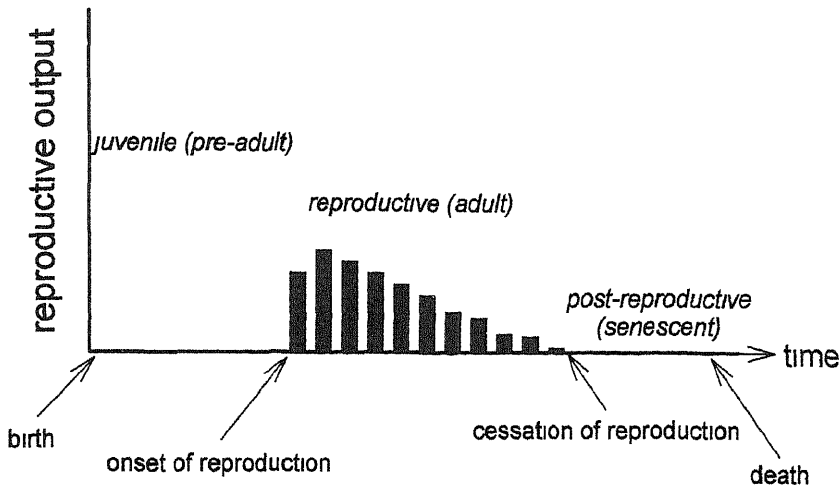 reproductive output
juvenile (pre-adult)
reproductive (adult)
post-reproductive
(senescent)
time
birth
onset of reproduction
cessation of reproduction
death